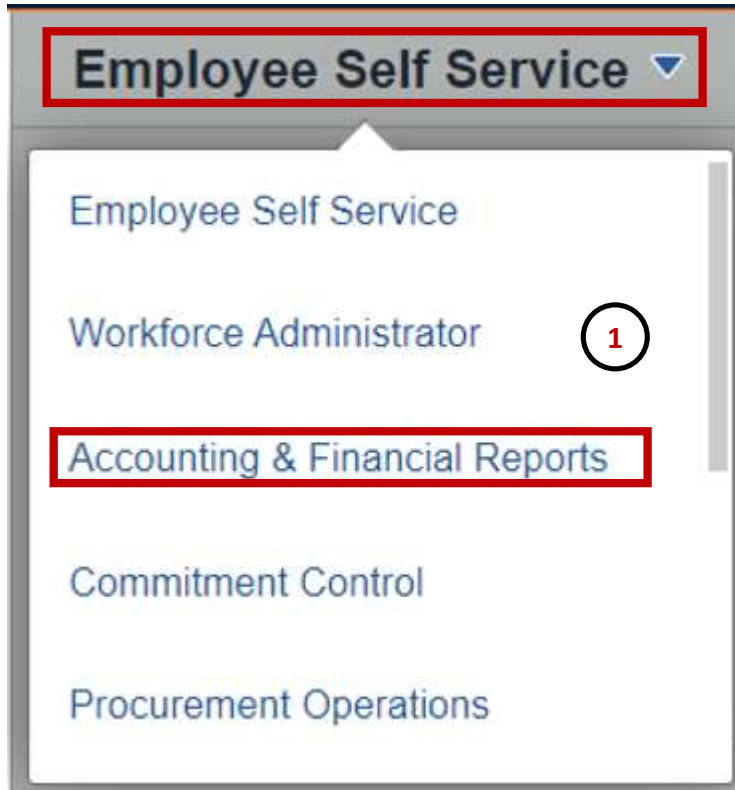 Employee Self Service
Employee Self Service
Workforce Administrator
1
Accounting & Financial Reports
Commitment Control
Procurement Operations